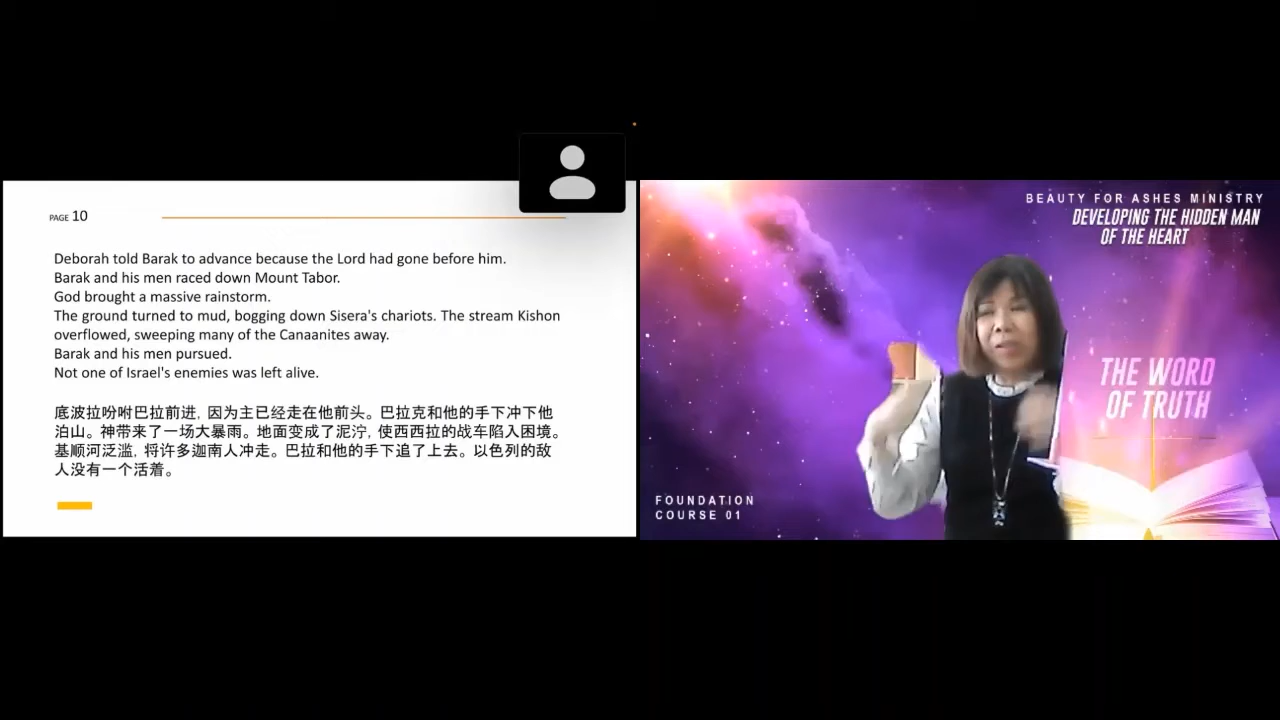 PAGE 10
Deborah told Barak to advance because the Lord had gone before him.
Barak and his men raced down Mount Tabor.
God brought a massive rainstorm.
The ground turned to mud, bogging down Sisera's chariots. The stream Kishon
overflowed, sweeping many of the Canaanites away.
Barak and his men pursued.
Not one of Israel's enemies was left alive.
底波拉吩咐巴拉前进, 因为主已经走在他前头。巴拉克和他的手下冲下他
泊山。神带来了一场大暴雨。地面变成了泥泞, 使西西拉的战车陷入困境。
基顺河泛滥, 将许多迦南人冲走。巴拉和他的手下追了上去。以色列的敌
人没有一个活着。
BEAUTY FOR ASHES MINISTRY
DEVELOPING THE HIDDEN MAN
OF THE HEART
THE WORD
OF TRUTH
FOUNDATION
COURSE 01